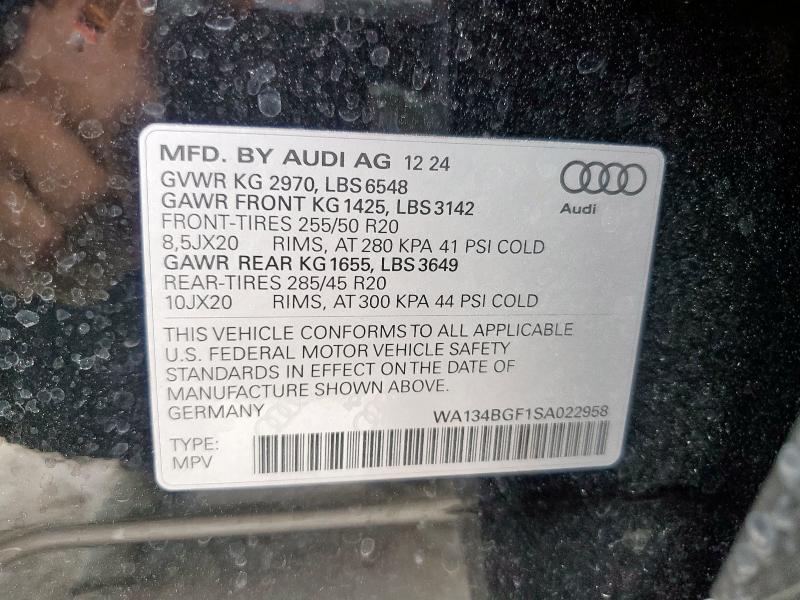 MFD. BY AUDI AG 12 24
GVWR KG 2970, LBS 6548
GAWR FRONT KG 1425, LBS 3142
FRONT-TIRES 255/50 R20
8,5JX20 RIMS, AT 280 KPA 41 PSI COLD
GAWR REAR KG 1655, LBS 3649
REAR-TIRES 285/45 R20
10JX20 RIMS, AT 300 KPA 44 PSI COLD
Audi
THIS VEHICLE CONFORMS TO ALL APPLICABLE
U.S. FEDERAL MOTOR VEHICLE SAFETY
STANDARDS IN EFFECT ON THE DATE OF
MANUFACTURE SHOWN ABOVE.
GERMANY WA134BGF1SA022958
TYPE:
MPV